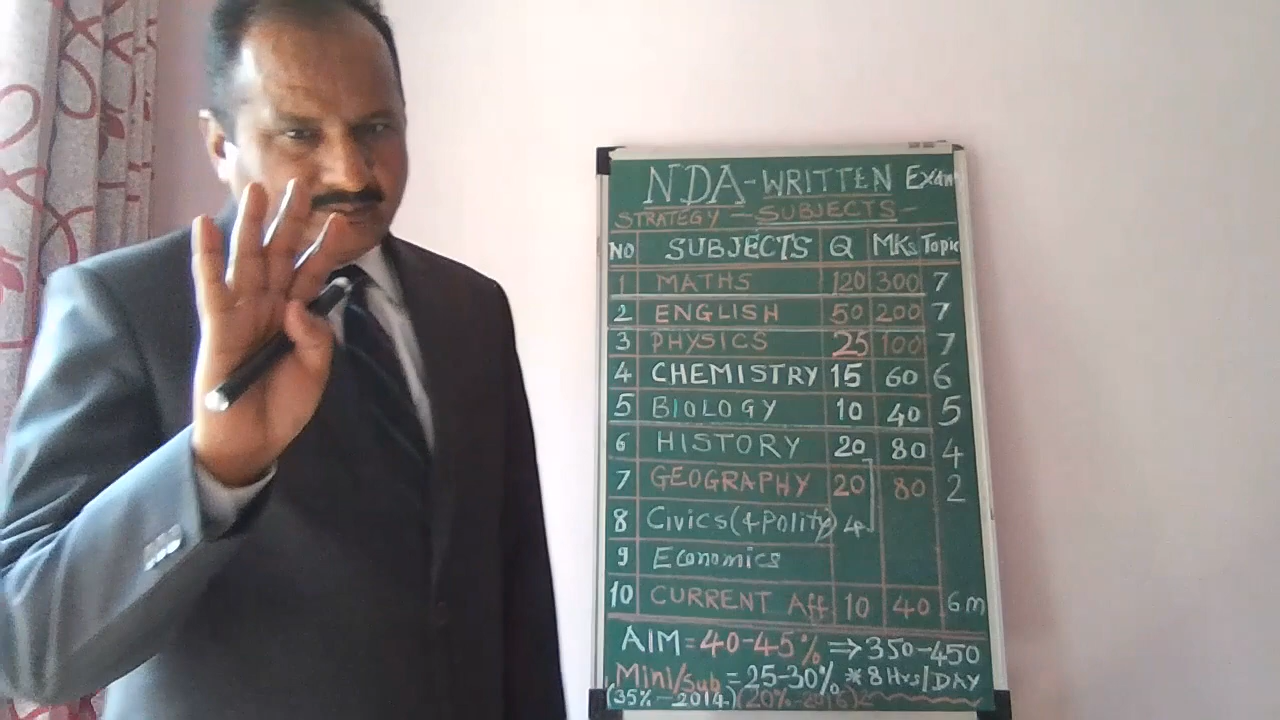 NDA-WRITTEN Exam
STRATEGY - SUBJECTS -
NO SUBJECTS Q MKs Topic
1 MATHS 120 300 7
2 ENGLISH 50 200 7
3 PHYSICS 25 100 7
4 CHEMISTRY 15 60 6
5 BIOLOGY 10 40 5
6 HISTORY 20 80 4
7 GEOGRAPHY 20 80 2
8 Civics(+Polity)
9 Economics
10 CURRENT Aff 10 40 6m
AIM = 40-45% ⇒ 350-450
Mini/Sub = 25-30% * 8 Hrs/DAY
(35% - 2014) (20% - 2016)